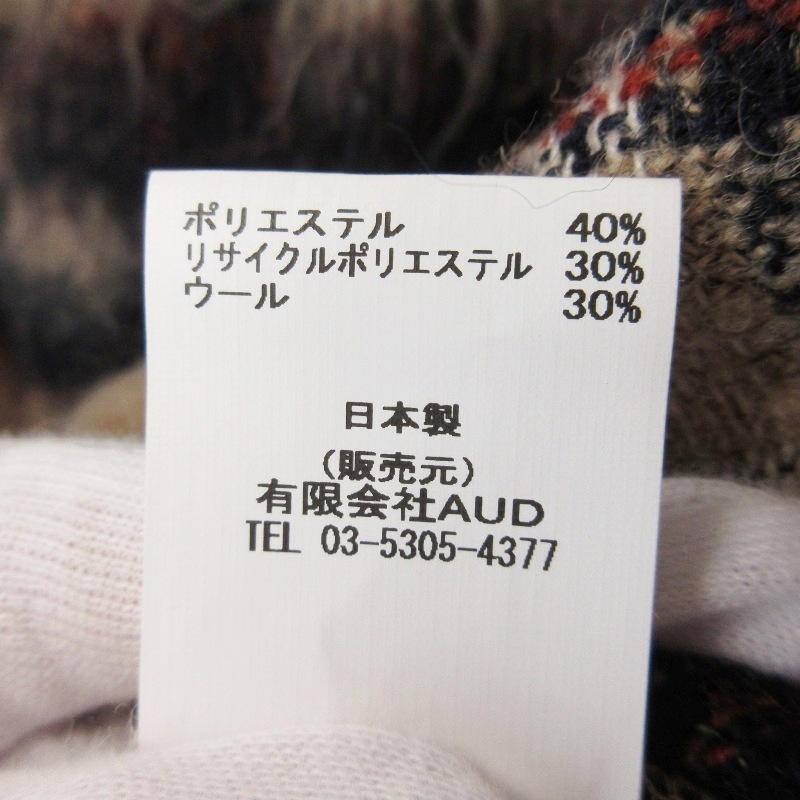 ポリエステル 40%
リサイクルポリエステル 30%
ウール 30%
日本製
(販売元)
有限会社AUD
TEL 03-5305-4377